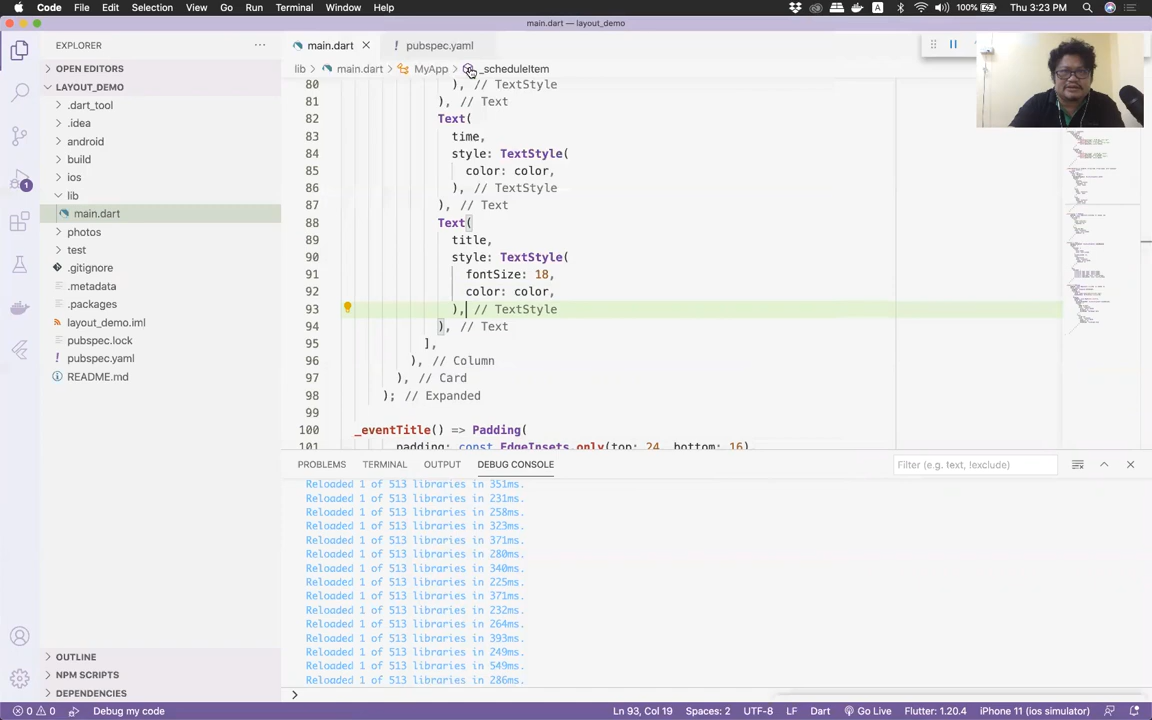 Code File Edit Selection View Go Run Terminal Window Help
A 100% Thu 3:23 PM
main.dart — layout_demo
EXPLORER ···
OPEN EDITORS
LAYOUT_DEMO
.dart_tool
.idea
android
build
ios
lib
main.dart
photos
test
.gitignore
.metadata
.packages
layout_demo.iml
pubspec.lock
pubspec.yaml
README.md
OUTLINE
NPM SCRIPTS
DEPENDENCIES
1
main.dart pubspec.yaml
lib > main.dart > MyApp > _scheduleItem
80 ), // TextStyle
81 ), // Text
82 Text(
83 time,
84 style: TextStyle(
85 color: color,
86 ), // TextStyle
87 ), // Text
88 Text(
89 title,
90 style: TextStyle(
91 fontSize: 18,
92 color: color,
93 ), // TextStyle
94 ), // Text
95 ],
96 ), // Column
97 ), // Card
98 ); // Expanded
99
100 _eventTitle() => Padding(
101 padding: const EdgeInsets.only(top: 24, bottom: 16),
PROBLEMS TERMINAL OUTPUT DEBUG CONSOLE Filter (e.g. text, !exclude)
Reloaded 1 of 513 libraries in 351ms.
Reloaded 1 of 513 libraries in 231ms.
Reloaded 1 of 513 libraries in 258ms.
Reloaded 1 of 513 libraries in 323ms.
Reloaded 1 of 513 libraries in 371ms.
Reloaded 1 of 513 libraries in 280ms.
Reloaded 1 of 513 libraries in 340ms.
Reloaded 1 of 513 libraries in 225ms.
Reloaded 1 of 513 libraries in 371ms.
Reloaded 1 of 513 libraries in 232ms.
Reloaded 1 of 513 libraries in 264ms.
Reloaded 1 of 513 libraries in 393ms.
Reloaded 1 of 513 libraries in 249ms.
Reloaded 1 of 513 libraries in 549ms.
Reloaded 1 of 513 libraries in 286ms.
>
0 0 Debug my code Ln 93, Col 19 Spaces: 2 UTF-8 LF Dart Go Live Flutter: 1.20.4 iPhone 11 (ios simulator)